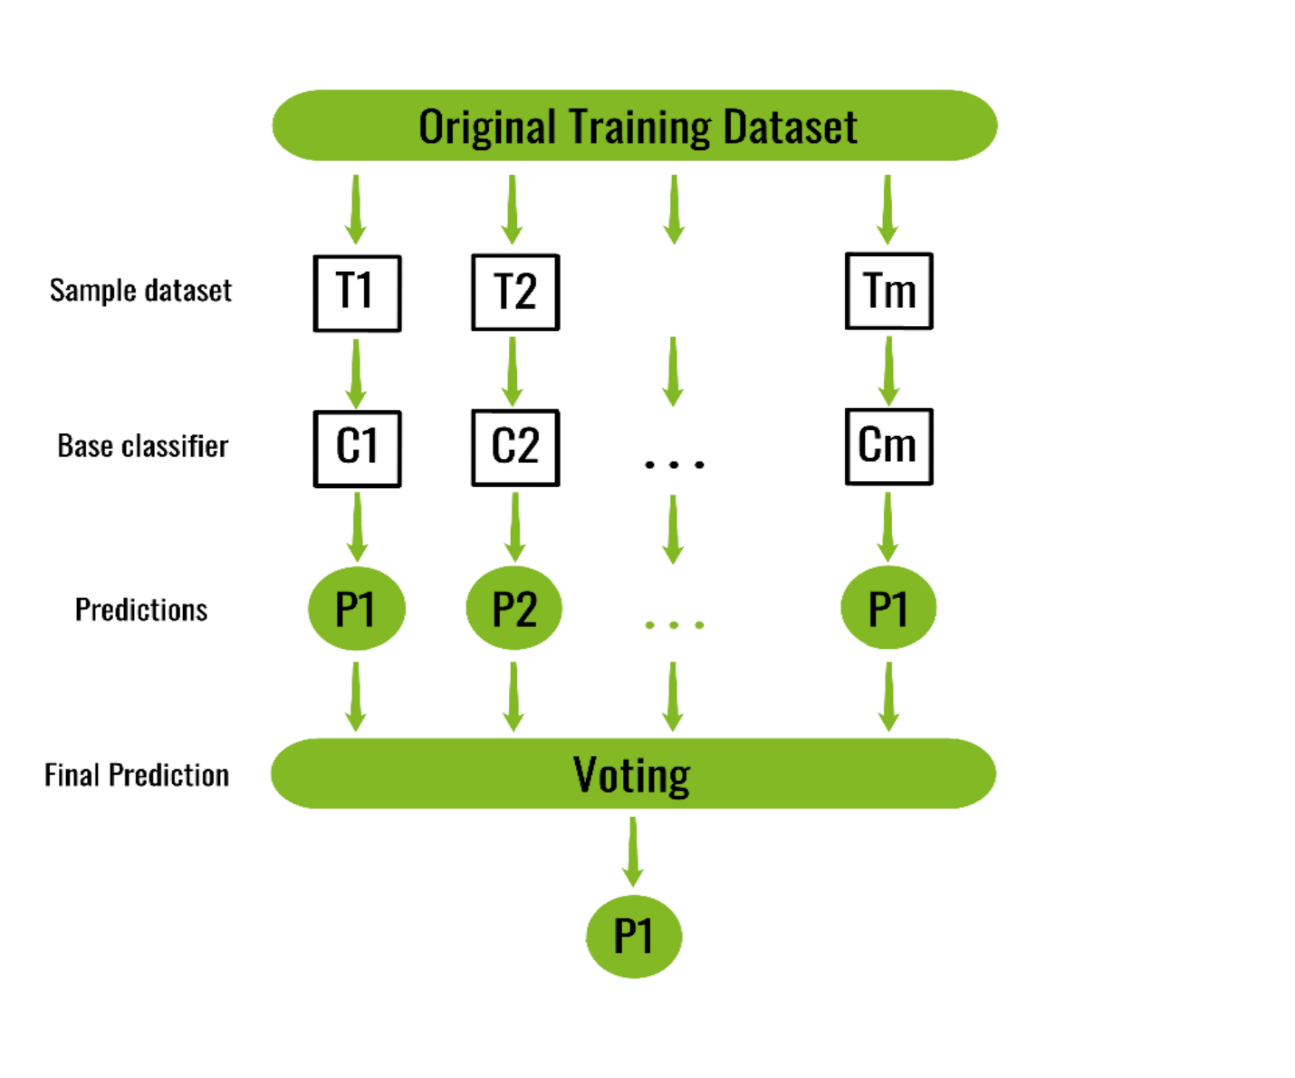 Original Training Dataset
Sample dataset T1 T2 Tm
Base classifier C1 C2 ... Cm
Predictions P1 P2 ... P1
Final Prediction Voting
P1